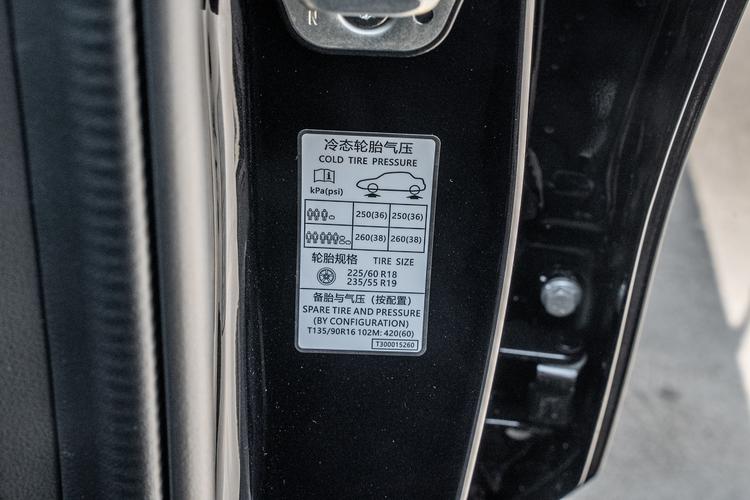 N
冷态轮胎气压
COLD TIRE PRESSURE
kPa(psi)
250(36) 250(36)
260(38) 260(38)
轮胎规格 TIRE SIZE
225/60 R18
235/55 R19
备胎与气压（按配置）
SPARE TIRE AND PRESSURE
(BY CONFIGURATION)
T135/90R16 102M: 420(60)
T300015260